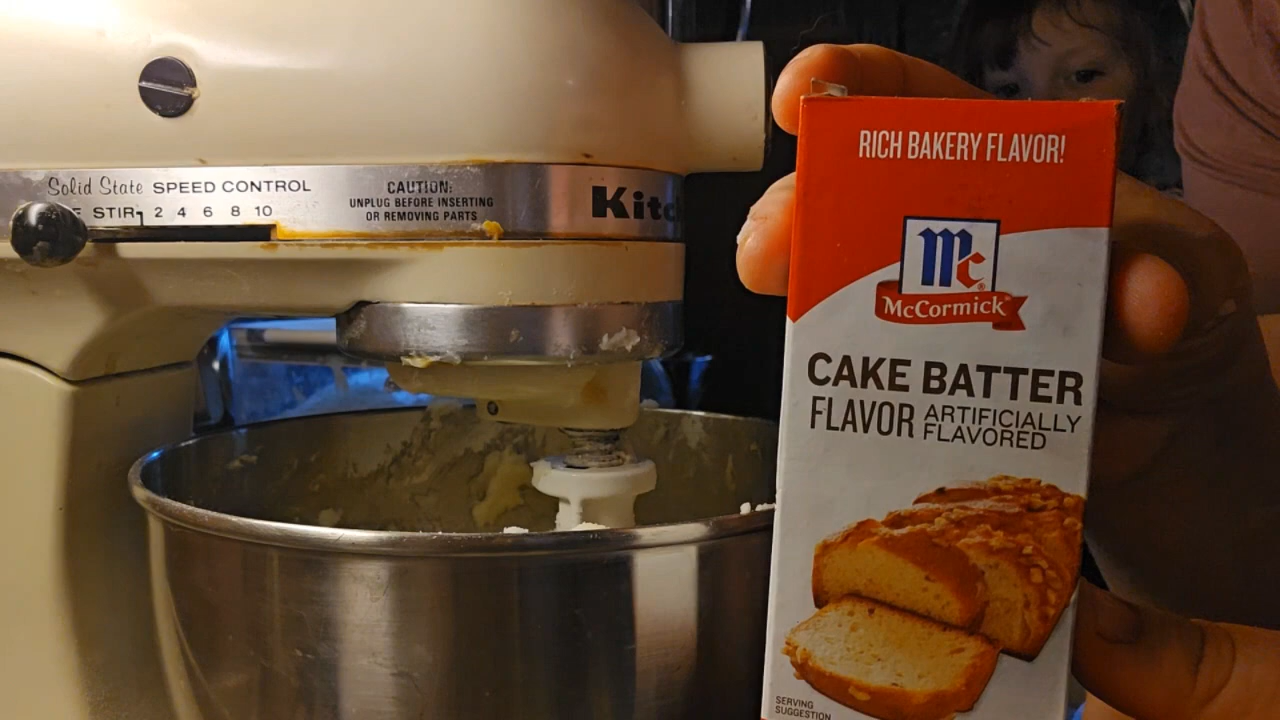 Solid State SPEED CONTROL
STIR 2 4 6 8 10
CAUTION:
UNPLUG BEFORE INSERTING
OR REMOVING PARTS
Kitc
RICH BAKERY FLAVOR!
Mc
McCormick
CAKE BATTER
FLAVOR ARTIFICIALLY
FLAVORED
SERVING
SUGGESTION